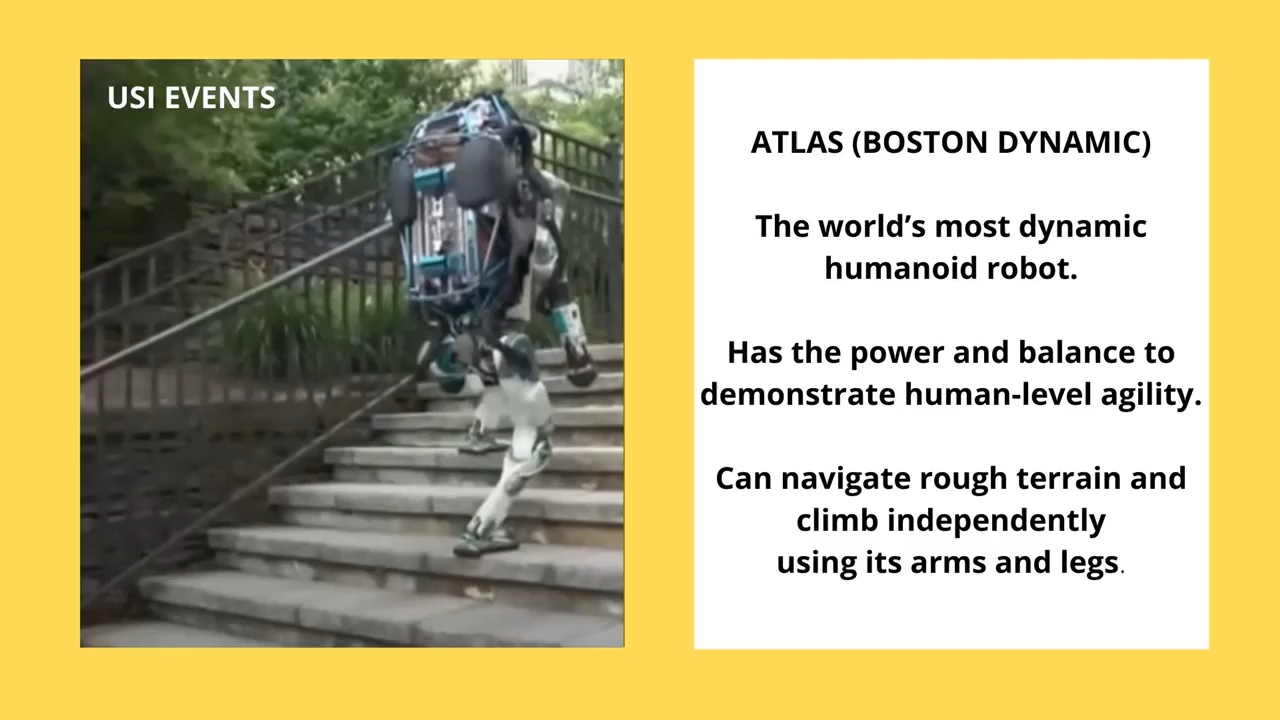 USI EVENTS
ATLAS (BOSTON DYNAMIC)
The world’s most dynamic
humanoid robot.
Has the power and balance to
demonstrate human-level agility.
Can navigate rough terrain and
climb independently
using its arms and legs.